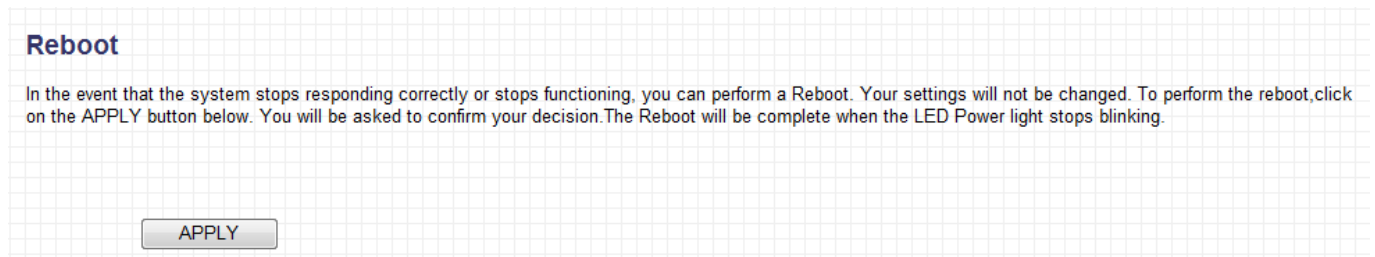 Reboot
In the event that the system stops responding correctly or stops functioning, you can perform a Reboot. Your settings will not be changed. To perform the reboot,click
on the APPLY button below. You will be asked to confirm your decision.The Reboot will be complete when the LED Power light stops blinking.
APPLY